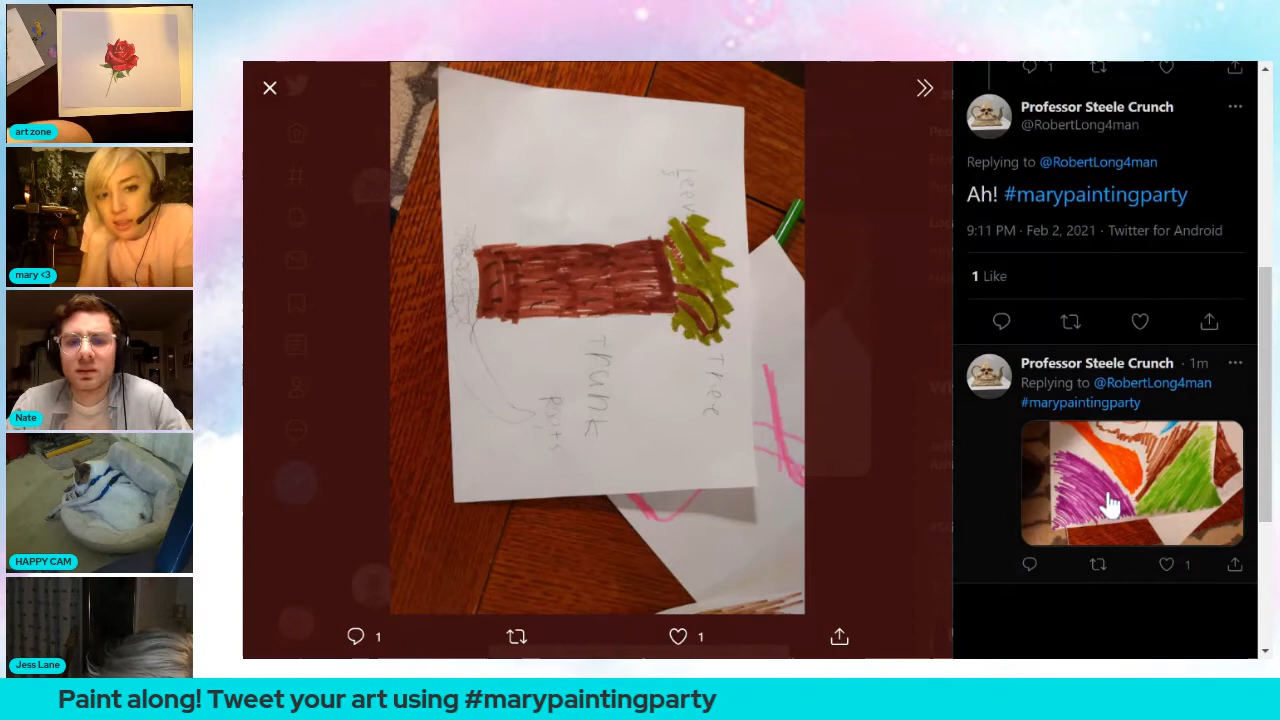 art zone
mary <3
Nate
HAPPY CAM
Jess Lane
Leev
Tree
Trunk
Ruts
1
1
1
Professor Steele Crunch
@RobertLong4man
Replying to @RobertLong4man
Ah! #marypaintingparty
9:11 PM · Feb 2, 2021 · Twitter for Android
1 Like
Professor Steele Crunch · 1m
Replying to @RobertLong4man
#marypaintingparty
1
Paint along! Tweet your art using #marypaintingparty